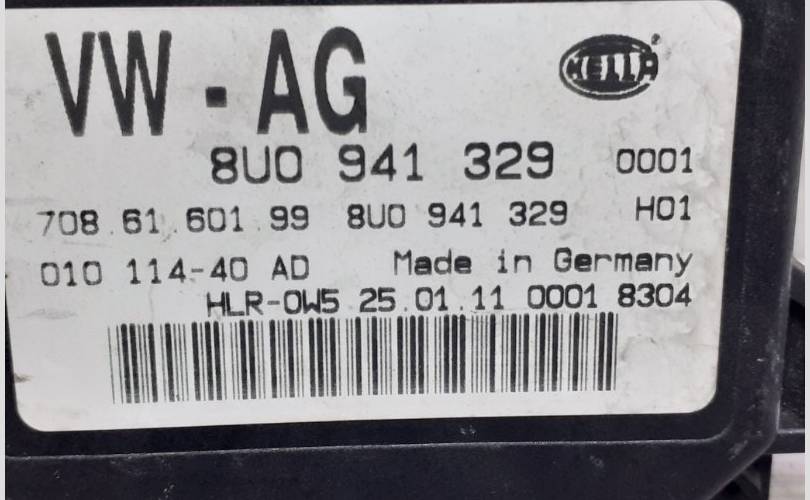 VW - AG
HELLA
8U0 941 329 0001
708.61.601.99 8U0 941 329 H01
010 114-40 AD Made in Germany
HLR-0W5 25.01.11 0001 8304